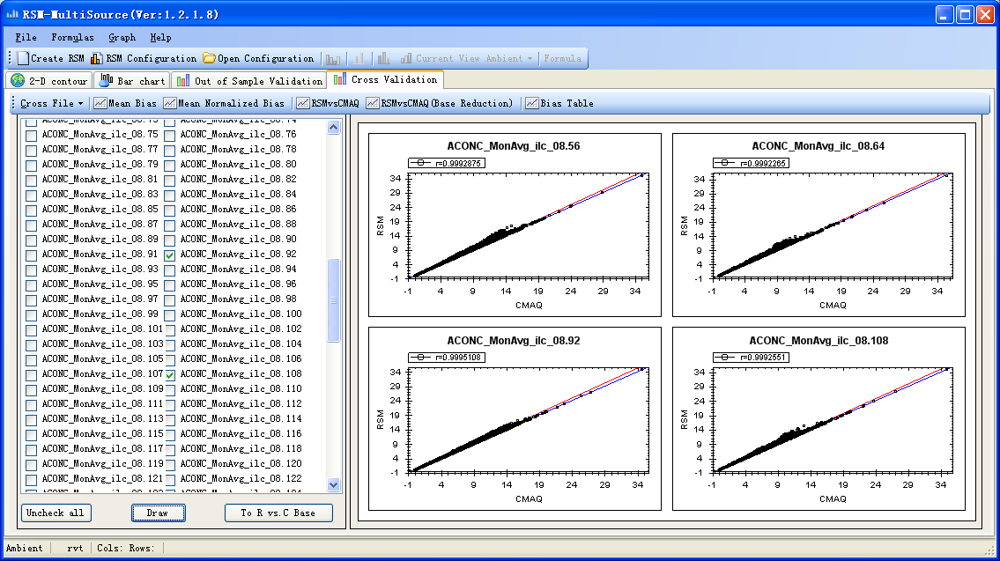 RSM-MultiSource(Ver:1.2.1.8)
File Formulas Graph Help
Create RSM RSM Configuration Open Configuration Current View Ambient Formula
2-D contour Bar chart Out of Sample Validation Cross Validation
Cross File Mean Bias Mean Normalized Bias RSMvsCMAQ RSMvsCMAQ(Base Reduction) Bias Table
ACONC_MonAvg_ilc_08.73 ACONC_MonAvg_ilc_08.74
ACONC_MonAvg_ilc_08.75 ACONC_MonAvg_ilc_08.76
ACONC_MonAvg_ilc_08.77 ACONC_MonAvg_ilc_08.78
ACONC_MonAvg_ilc_08.79 ACONC_MonAvg_ilc_08.80
ACONC_MonAvg_ilc_08.81 ACONC_MonAvg_ilc_08.82
ACONC_MonAvg_ilc_08.83 ACONC_MonAvg_ilc_08.84
ACONC_MonAvg_ilc_08.85 ACONC_MonAvg_ilc_08.86
ACONC_MonAvg_ilc_08.87 ACONC_MonAvg_ilc_08.88
ACONC_MonAvg_ilc_08.89 ACONC_MonAvg_ilc_08.90
ACONC_MonAvg_ilc_08.91 ACONC_MonAvg_ilc_08.92
ACONC_MonAvg_ilc_08.93 ACONC_MonAvg_ilc_08.94
ACONC_MonAvg_ilc_08.95 ACONC_MonAvg_ilc_08.96
ACONC_MonAvg_ilc_08.97 ACONC_MonAvg_ilc_08.98
ACONC_MonAvg_ilc_08.99 ACONC_MonAvg_ilc_08.100
ACONC_MonAvg_ilc_08.101 ACONC_MonAvg_ilc_08.102
ACONC_MonAvg_ilc_08.103 ACONC_MonAvg_ilc_08.104
ACONC_MonAvg_ilc_08.105 ACONC_MonAvg_ilc_08.106
ACONC_MonAvg_ilc_08.107 ACONC_MonAvg_ilc_08.108
ACONC_MonAvg_ilc_08.109 ACONC_MonAvg_ilc_08.110
ACONC_MonAvg_ilc_08.111 ACONC_MonAvg_ilc_08.112
ACONC_MonAvg_ilc_08.113 ACONC_MonAvg_ilc_08.114
ACONC_MonAvg_ilc_08.115 ACONC_MonAvg_ilc_08.116
ACONC_MonAvg_ilc_08.117 ACONC_MonAvg_ilc_08.118
ACONC_MonAvg_ilc_08.119 ACONC_MonAvg_ilc_08.120
ACONC_MonAvg_ilc_08.121 ACONC_MonAvg_ilc_08.122
Uncheck all Draw To R vs.C Base
ACONC_MonAvg_ilc_08.56
r=0.9992875
34
29
24
19
14
9
4
-1
RSM
-1 4 9 14 19 24 29 34
CMAQ
ACONC_MonAvg_ilc_08.64
r=0.9992265
34
29
24
19
14
9
4
-1
RSM
-1 4 9 14 19 24 29 34
CMAQ
ACONC_MonAvg_ilc_08.92
r=0.9995108
34
29
24
19
14
9
4
-1
RSM
-1 4 9 14 19 24 29 34
CMAQ
ACONC_MonAvg_ilc_08.108
r=0.9992551
34
29
24
19
14
9
4
-1
RSM
-1 4 9 14 19 24 29 34
CMAQ
Ambient rvt Cols: Rows: